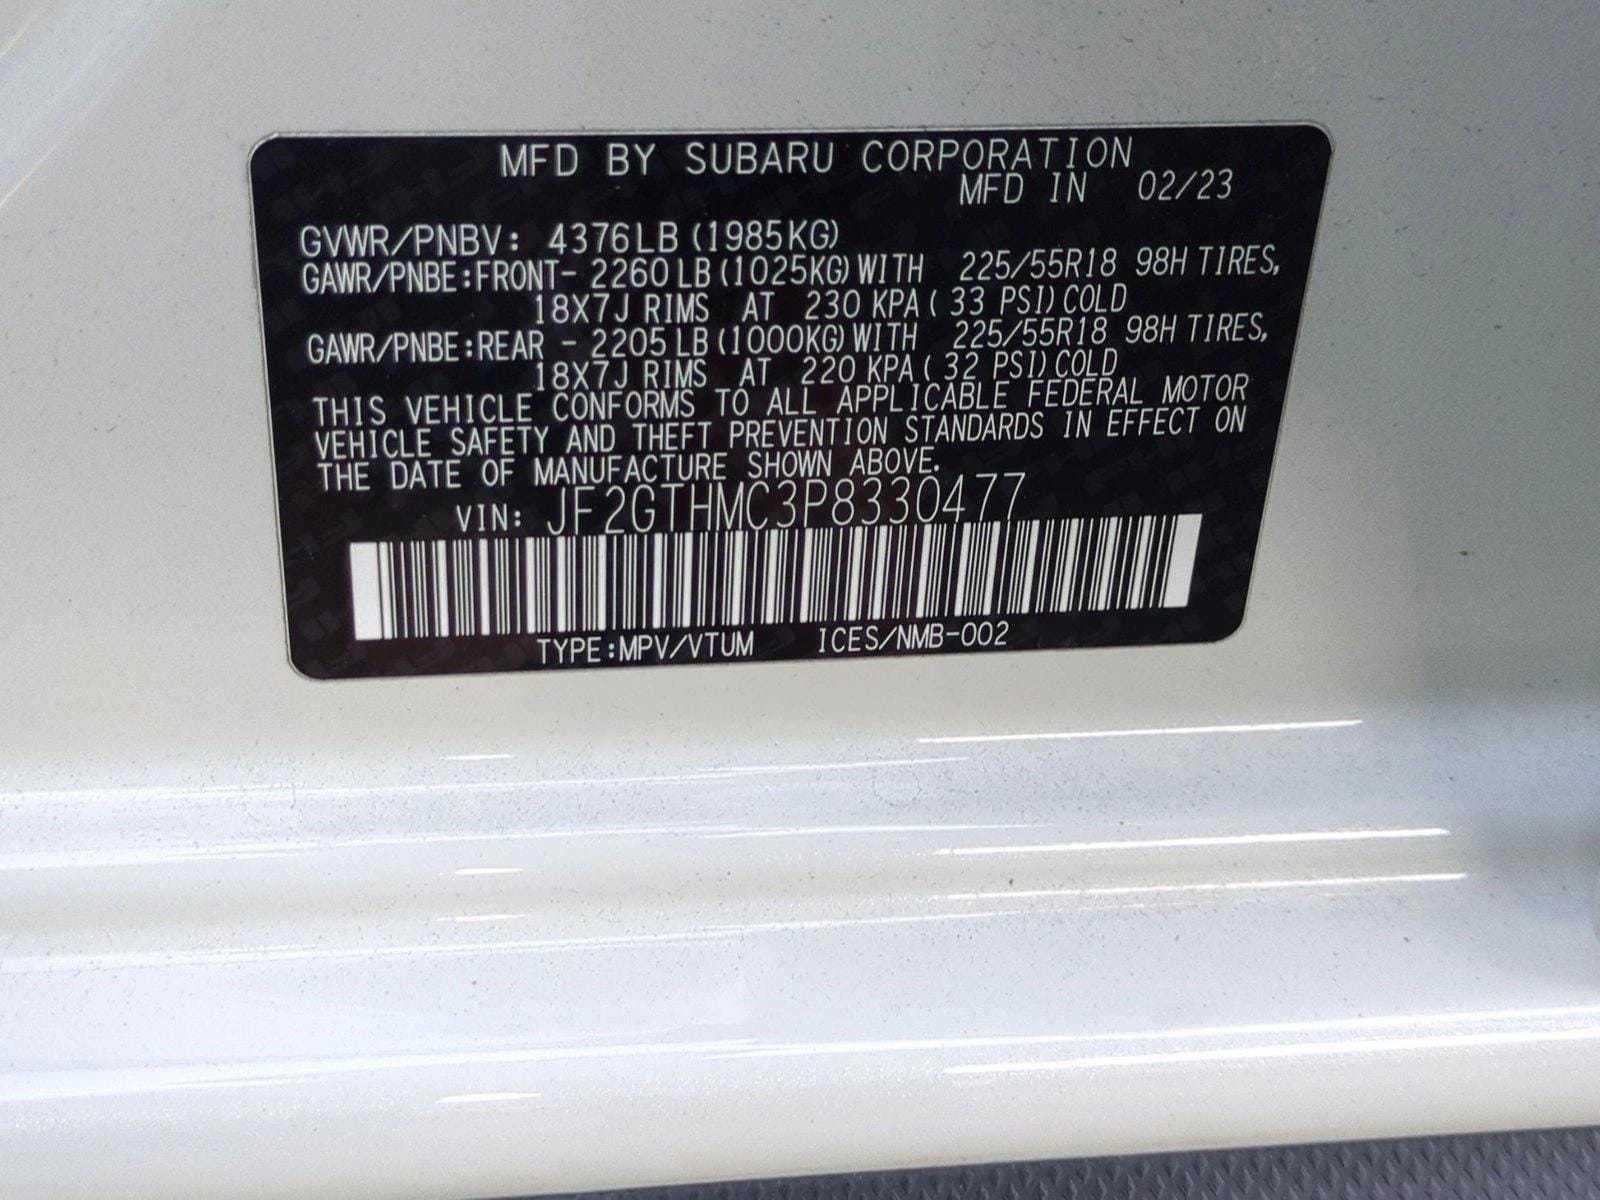 MFD BY SUBARU CORPORATION
MFD IN 02/23
GVWR/PNBV: 4376LB (1985KG)
GAWR/PNBE:FRONT- 2260LB (1025KG) WITH 225/55R18 98H TIRES,
18X7J RIMS AT 230 KPA ( 33 PSI) COLD
GAWR/PNBE:REAR - 2205LB (1000KG) WITH 225/55R18 98H TIRES,
18X7J RIMS AT 220 KPA ( 32 PSI) COLD
THIS VEHICLE CONFORMS TO ALL APPLICABLE FEDERAL MOTOR
VEHICLE SAFETY AND THEFT PREVENTION STANDARDS IN EFFECT ON
THE DATE OF MANUFACTURE SHOWN ABOVE.
VIN: JF2GTHMC3P8330477
TYPE:MPV/VTUM ICES/NMB-002